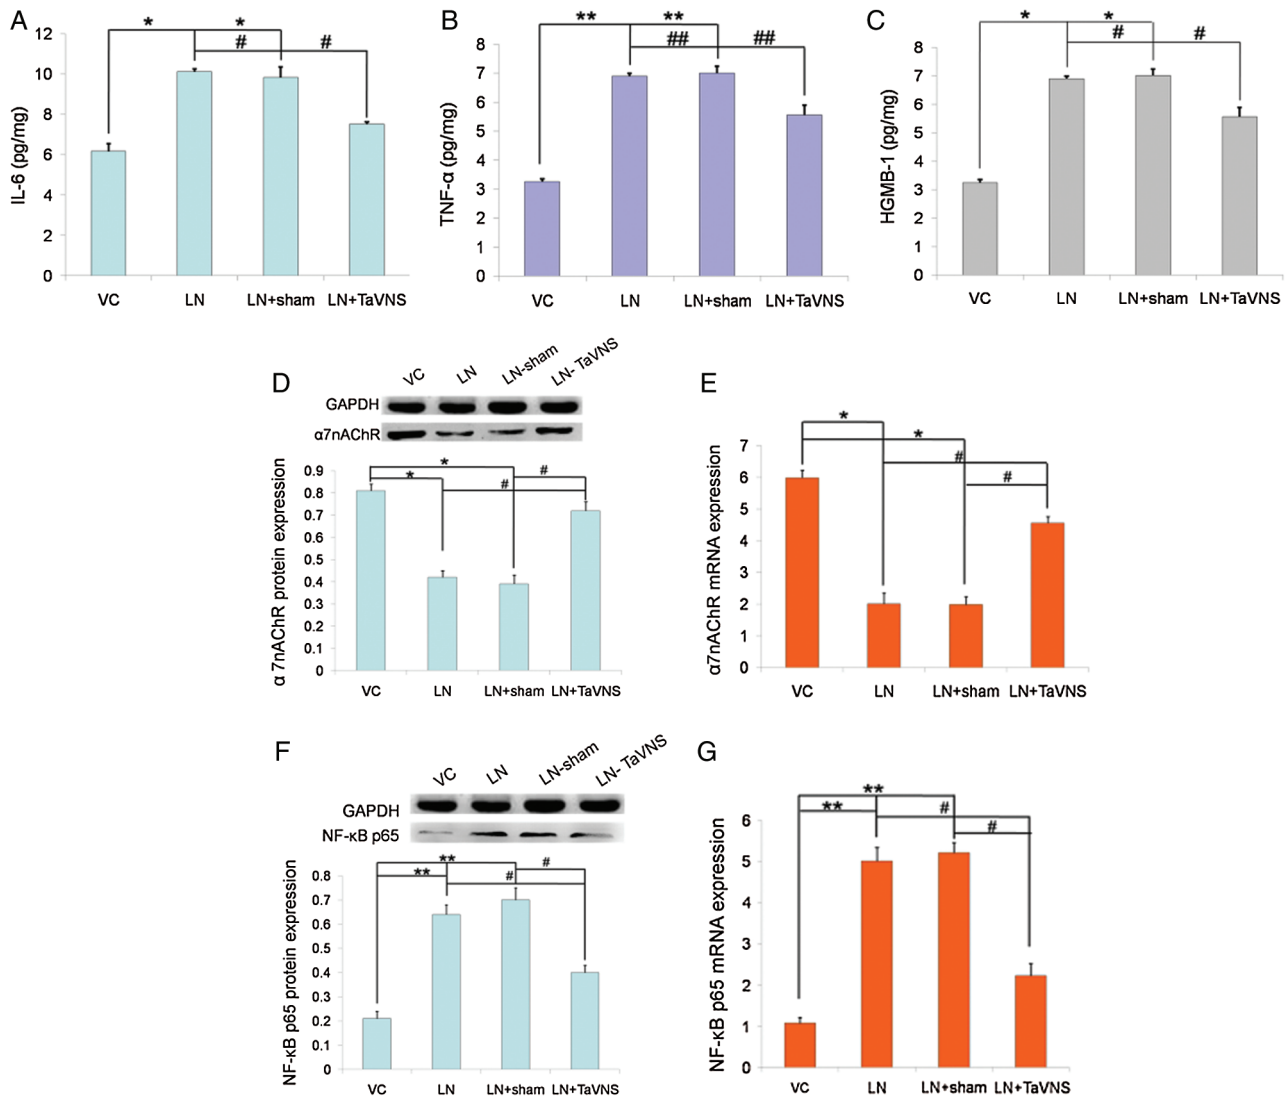 A
IL-6 (pg/mg)
* *
# #
12
10
8
6
4
2
0
VC LN LN+sham LN+TaVNS
B
TNF-α (pg/mg)
** **
## ##
8
7
6
5
4
3
2
1
0
VC LN LN+sham LN+TaVNS
C
HGMB-1 (pg/mg)
* *
# #
8
7
6
5
4
3
2
1
0
VC LN LN+sham LN+TaVNS
D
VC LN LN-sham LN- TaVNS
GAPDH
α7nAChR
α7nAChR protein expression
* #
* #
0.9
0.8
0.7
0.6
0.5
0.4
0.3
0.2
0.1
0
VC LN LN+sham LN+TaVNS
E
α7nAChR mRNA expression
*
*
#
#
7
6
5
4
3
2
1
0
VC LN LN+sham LN+TaVNS
F
VC LN LN-sham LN- TaVNS
GAPDH
NF-κB p65
NF-κB p65 protein expression
** #
** #
0.8
0.7
0.6
0.5
0.4
0.3
0.2
0.1
0
VC LN LN+sham LN+TaVNS
G
NF-κB p65 mRNA expression
**
** #
#
6
5
4
3
2
1
0
VC LN LN+sham LN+TaVNS